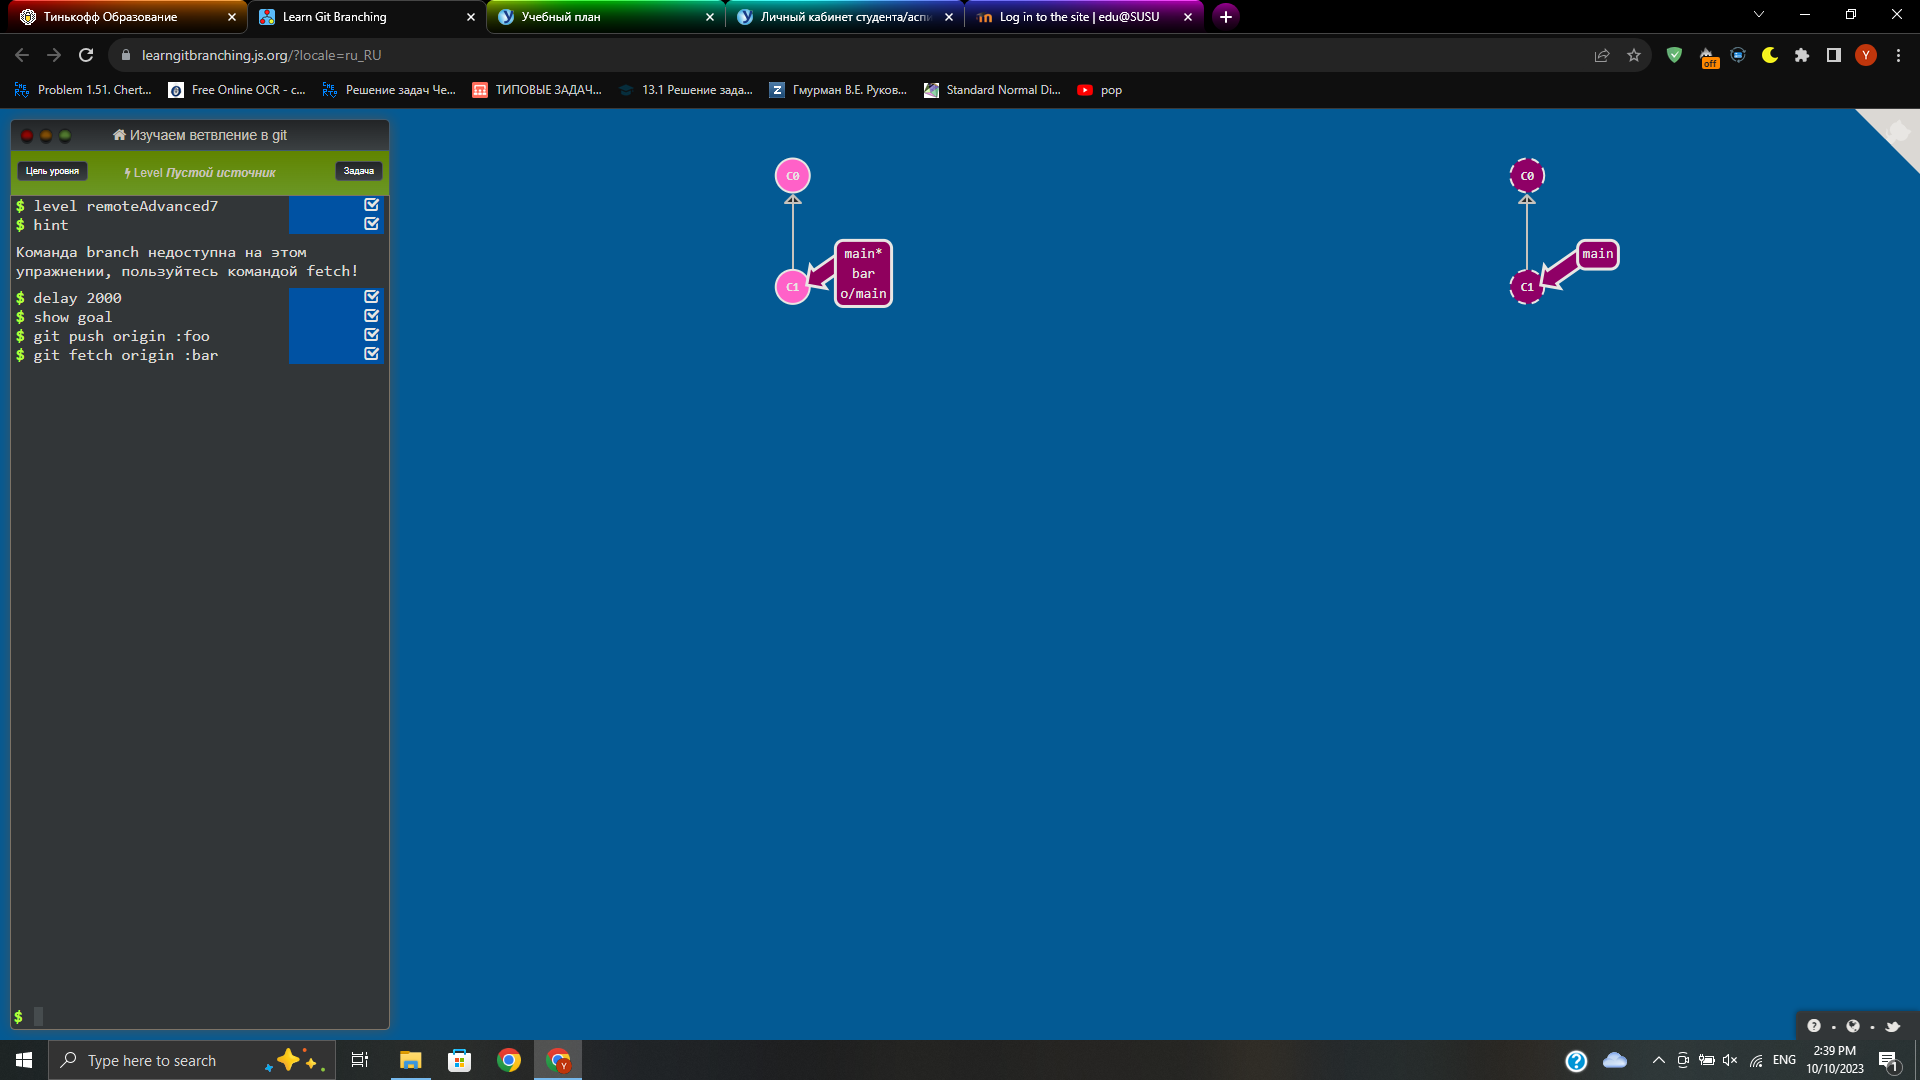 Тинькофф Образование
Learn Git Branching
Учебный план
Личный кабинет студента/асп
Log in to the site | edu@SUSU
learngitbranching.js.org/?locale=ru_RU
off
Y
Problem 1.51. Chert...
Free Online OCR - c...
Решение задач Че...
ТИПОВЫЕ ЗАДАЧ...
13.1 Решение зада...
Гмурман В.Е. Руков...
Standard Normal Di...
pop
Изучаем ветвление в git
Цель уровня
Level Пустой источник
Задача
$ level remoteAdvanced7
$ hint
Команда branch недоступна на этом
упражнении, пользуйтесь командой fetch!
$ delay 2000
$ show goal
$ git push origin :foo
$ git fetch origin :bar
$
C0
main*
bar
o/main
C1
C0
main
C1
Type here to search
ENG
2:39 PM
10/10/2023
1